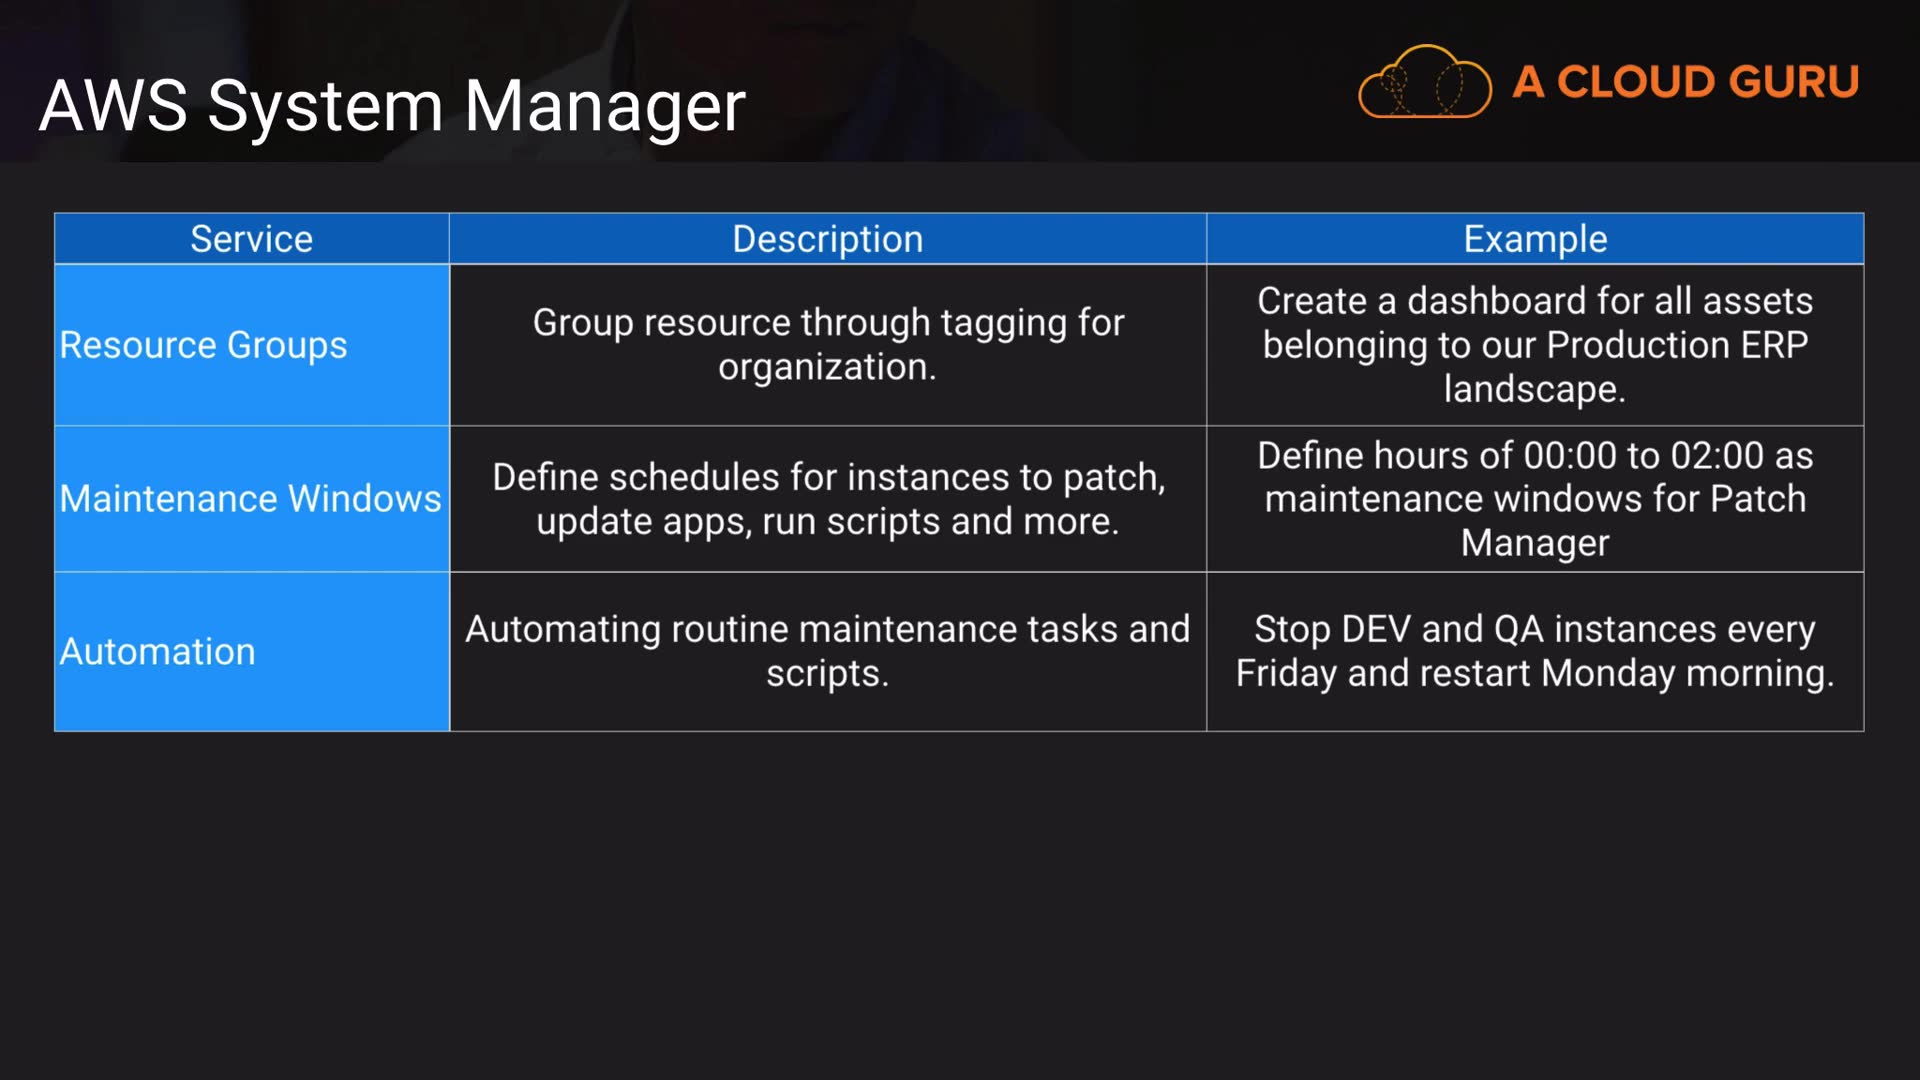 AWS System Manager
A CLOUD GURU
Service
Description
Example
Resource Groups
Group resource through tagging for
organization.
Create a dashboard for all assets
belonging to our Production ERP
landscape.
Maintenance Windows
Define schedules for instances to patch,
update apps, run scripts and more.
Define hours of 00:00 to 02:00 as
maintenance windows for Patch
Manager
Automation
Automating routine maintenance tasks and
scripts.
Stop DEV and QA instances every
Friday and restart Monday morning.